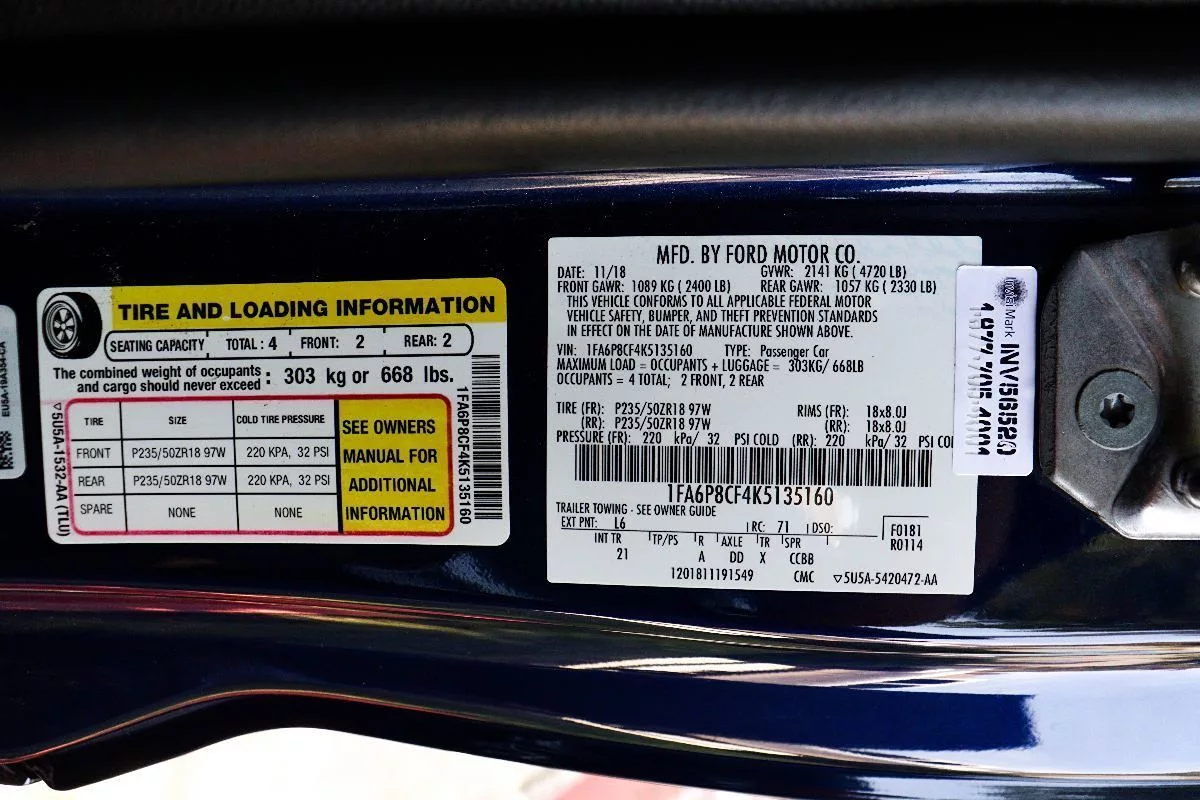 EU5A-19A354-CA
TIRE AND LOADING INFORMATION
SEATING CAPACITY TOTAL : 4 FRONT: 2 REAR: 2
The combined weight of occupants and cargo should never exceed : 303 kg or 668 lbs.
TIRE SIZE COLD TIRE PRESSURE
FRONT P235/50ZR18 97W 220 KPA, 32 PSI
REAR P235/50ZR18 97W 220 KPA, 32 PSI
SPARE NONE NONE
SEE OWNERS
MANUAL FOR
ADDITIONAL
INFORMATION
5U5A-1532-AA (TLU)
1FA6P8CF4K5135160
MFD. BY FORD MOTOR CO.
DATE: 11/18 GVWR: 2141 KG ( 4720 LB)
FRONT GAWR: 1089 KG ( 2400 LB) REAR GAWR: 1057 KG ( 2330 LB)
THIS VEHICLE CONFORMS TO ALL APPLICABLE FEDERAL MOTOR
VEHICLE SAFETY, BUMPER, AND THEFT PREVENTION STANDARDS
IN EFFECT ON THE DATE OF MANUFACTURE SHOWN ABOVE.
VIN: 1FA6P8CF4K5135160 TYPE: Passenger Car
MAXIMUM LOAD = OCCUPANTS + LUGGAGE = 303KG/ 668LB
OCCUPANTS = 4 TOTAL; 2 FRONT, 2 REAR
TIRE (FR): P235/50ZR18 97W RIMS (FR): 18x8.0J
(RR): P235/50ZR18 97W (RR): 18x8.0J
PRESSURE (FR): 220 kPa/ 32 PSI COLD (RR): 220 kPa/ 32 PSI CO
1FA6P8CF4K5135160
TRAILER TOWING - SEE OWNER GUIDE
EXT PNT: L6 RC: 71 DSO:
F0181
R0114
INT TR TP/PS R AXLE TR SPR
21 A DD X CCBB
1201811191549 CMC 5U5A-5420472-AA
InstalMark
INV56520